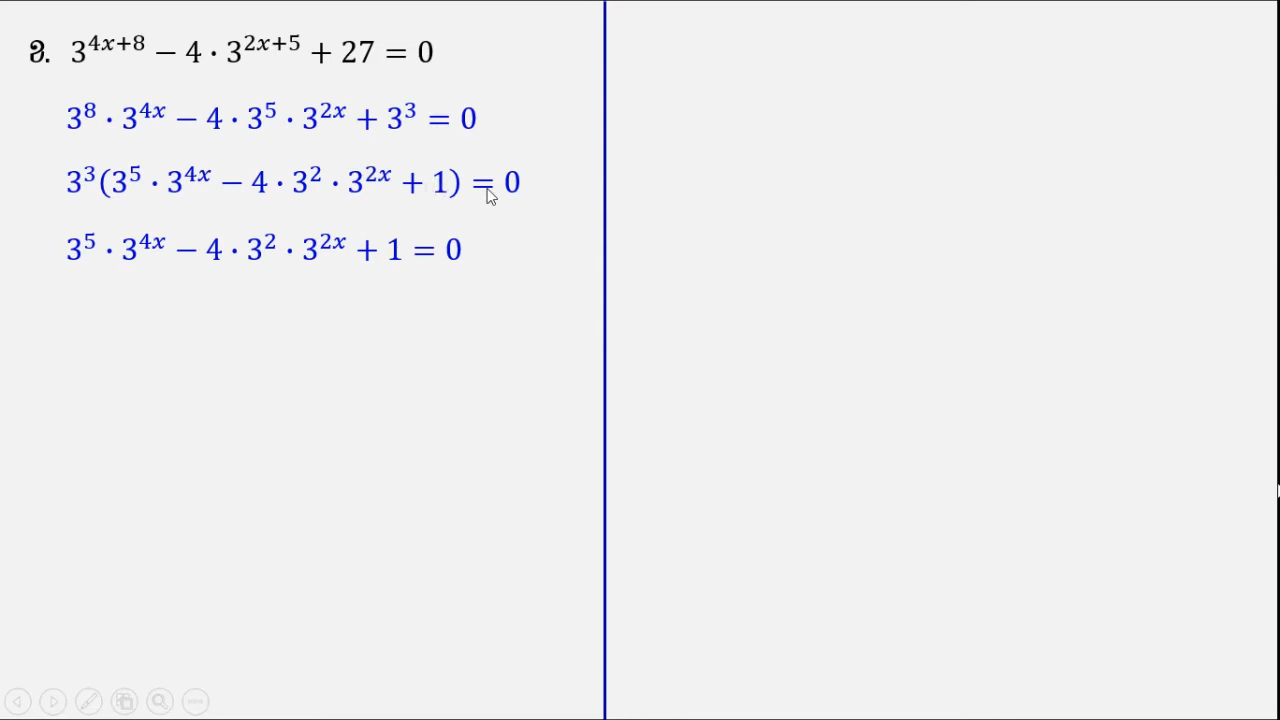 მ. 3^{4x+8} − 4 · 3^{2x+5} + 27 = 0
3^8 · 3^{4x} − 4 · 3^5 · 3^{2x} + 3^3 = 0
3^3(3^5 · 3^{4x} − 4 · 3^2 · 3^{2x} + 1) = 0
3^5 · 3^{4x} − 4 · 3^2 · 3^{2x} + 1 = 0